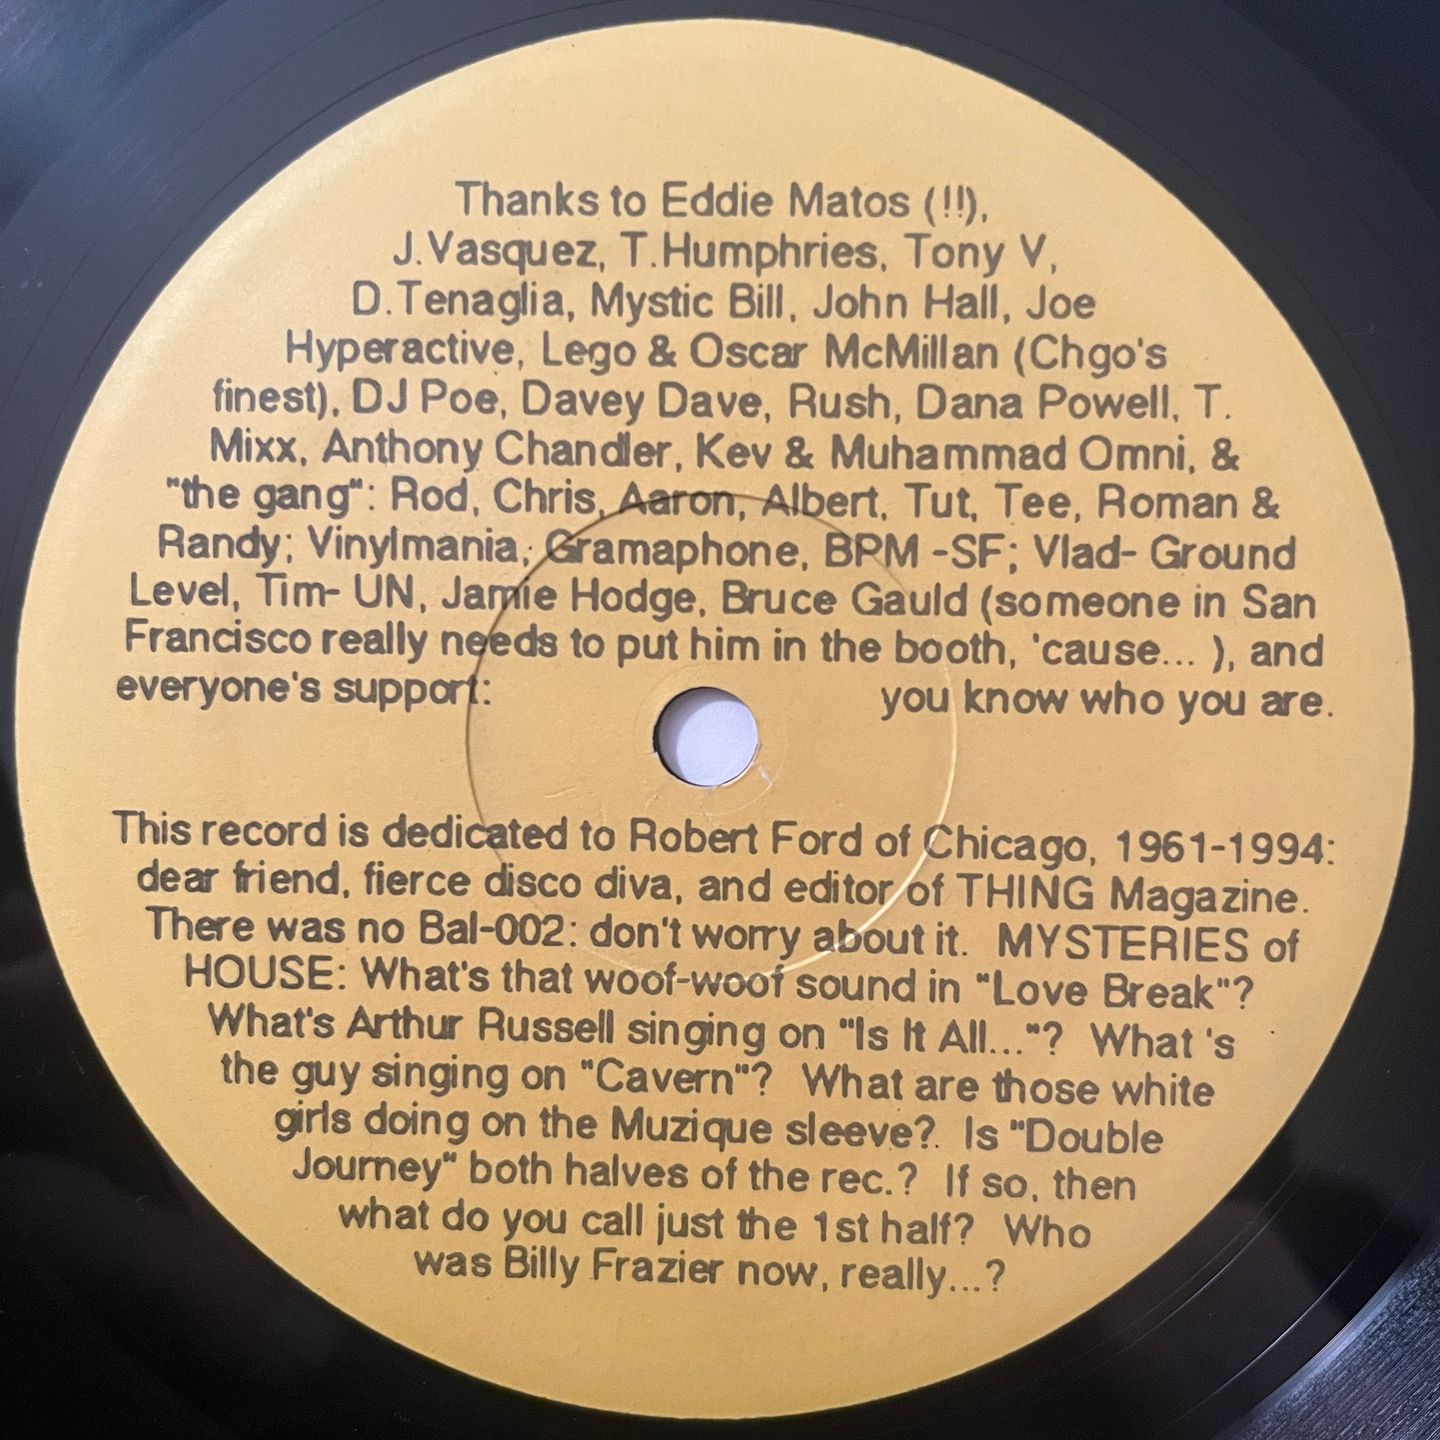 Thanks to Eddie Matos (!!),
J.Vasquez, T.Humphries, Tony V,
D.Tenaglia, Mystic Bill, John Hall, Joe
Hyperactive, Lego & Oscar McMillan (Chgo's
finest), DJ Poe, Davey Dave, Rush, Dana Powell, T.
Mixx, Anthony Chandler, Kev & Muhammad Omni, &
"the gang": Rod, Chris, Aaron, Albert, Tut, Tee, Roman &
Randy; Vinylmania, Gramaphone, BPM -SF; Vlad- Ground
Level, Tim- UN, Jamie Hodge, Bruce Gauld (someone in San
Francisco really needs to put him in the booth, 'cause... ), and
everyone's support: you know who you are.
This record is dedicated to Robert Ford of Chicago, 1961-1994:
dear friend, fierce disco diva, and editor of THING Magazine.
There was no Bal-002: don't worry about it. MYSTERIES of
HOUSE: What's that woof-woof sound in "Love Break"?
What's Arthur Russell singing on "Is It All..."? What 's
the guy singing on "Cavern"? What are those white
girls doing on the Muzique sleeve? Is "Double
Journey" both halves of the rec.? If so, then
what do you call just the 1st half? Who
was Billy Frazier now, really...?